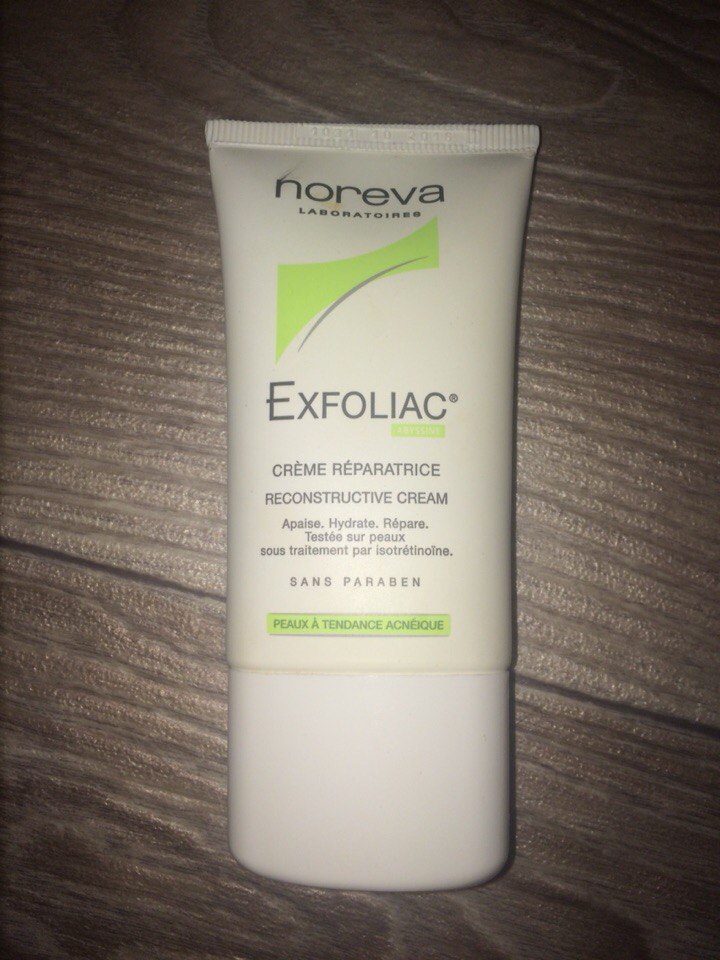 noreva
LABORATOIRES
EXFOLIAC®
ABYSSINE
CRÈME RÉPARATRICE
RECONSTRUCTIVE CREAM
Apaise. Hydrate. Répare.
Testée sur peaux
sous traitement par isotrétinoïne.
SANS PARABEN
PEAUX À TENDANCE ACNÉIQUE